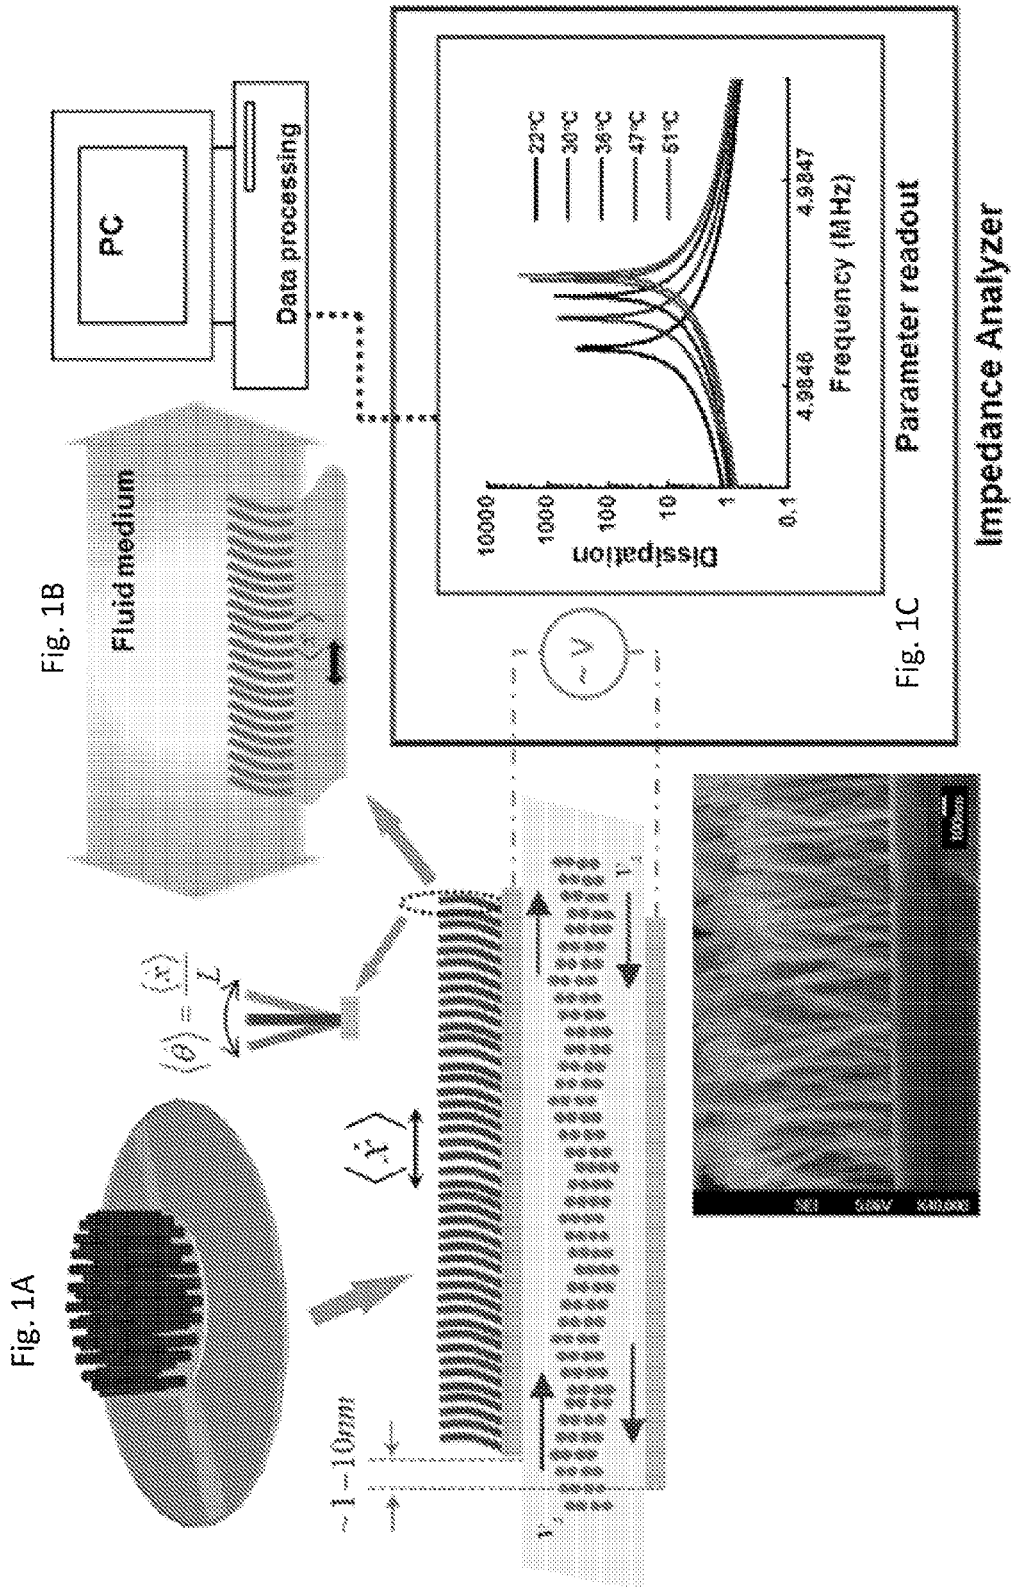 Fig. 1A
~1-10nm
⟨ẋ⟩
⟨θ⟩ = ⟨ẋ⟩ / L
Fig. 1B
Fluid medium
PC
Data processing
~V
Fig. 1C
Dissipation
10000
1000
100
10
1
0.1
22°C
30°C
47°C
51°C
4.9846
4.9847
Frequency (MHz)
Parameter readout
Impedance Analyzer
SEI